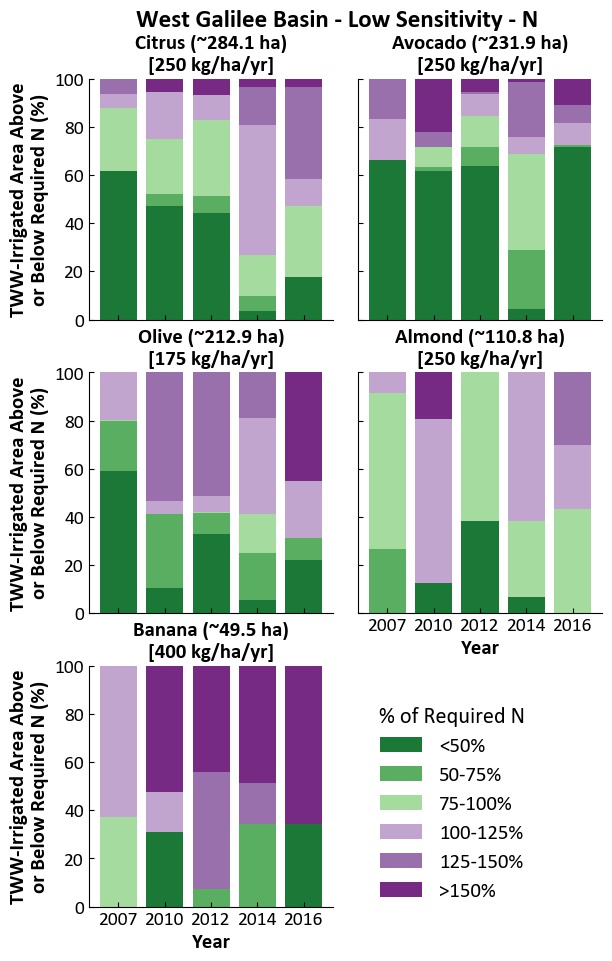 West Galilee Basin - Low Sensitivity - N
Citrus (~284.1 ha)
[250 kg/ha/yr]
Avocado (~231.9 ha)
[250 kg/ha/yr]
TWW-Irrigated Area Above
or Below Required N (%)
100
80
60
40
20
0
Olive (~212.9 ha)
[175 kg/ha/yr]
Almond (~110.8 ha)
[250 kg/ha/yr]
TWW-Irrigated Area Above
or Below Required N (%)
100
80
60
40
20
0
2007 2010 2012 2014 2016
Year
Banana (~49.5 ha)
[400 kg/ha/yr]
TWW-Irrigated Area Above
or Below Required N (%)
100
80
60
40
20
0
2007 2010 2012 2014 2016
Year
% of Required N
<50%
50-75%
75-100%
100-125%
125-150%
>150%